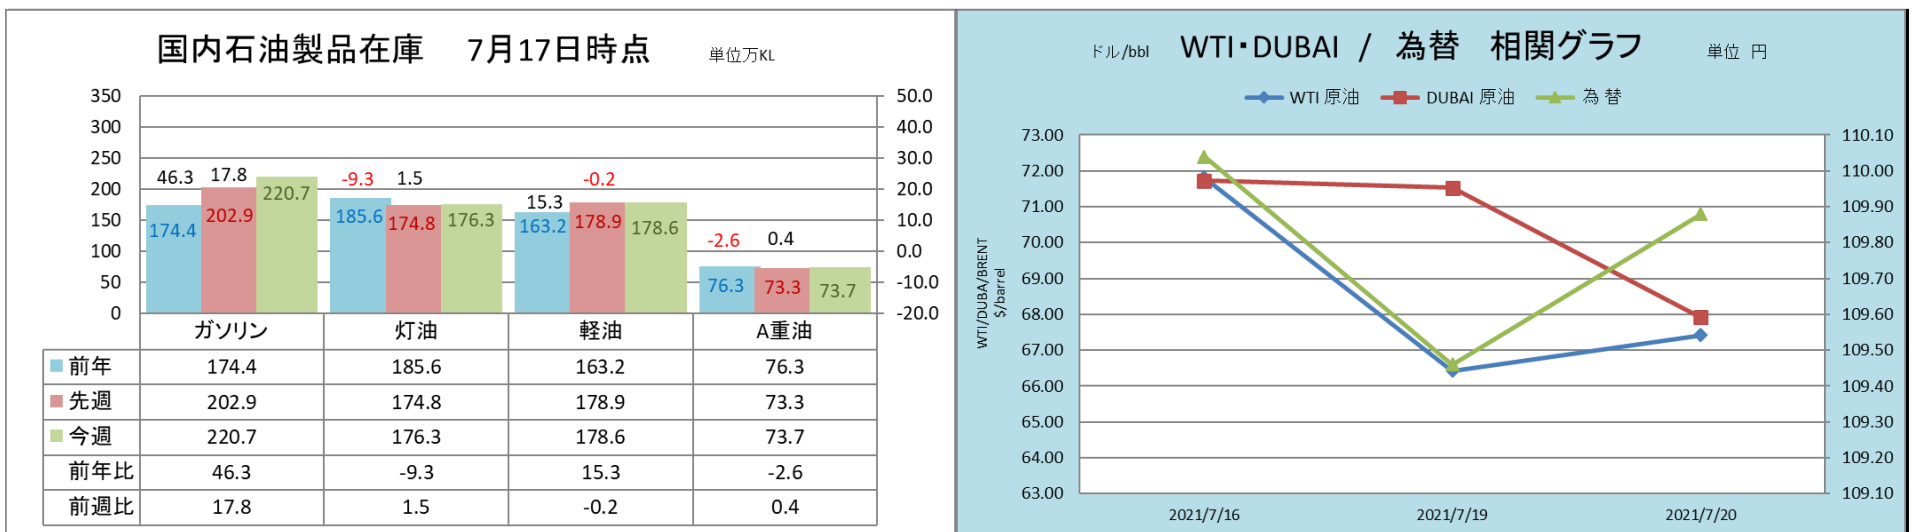 国内石油製品在庫 7月17日時点 単位万KL
350 50.0
300 40.0
250 30.0
200 20.0
150 10.0
100 0.0
50 -10.0
0 -20.0
46.3 17.8 -9.3 1.5 15.3 -0.2 -2.6 0.4
174.4 202.9 220.7 185.6 174.8 176.3 163.2 178.9 178.6 76.3 73.3 73.7
ガソリン 灯油 軽油 A重油
前年 174.4 185.6 163.2 76.3
先週 202.9 174.8 178.9 73.3
今週 220.7 176.3 178.6 73.7
前年比 46.3 -9.3 15.3 -2.6
前週比 17.8 1.5 -0.2 0.4
ドル/bbl WTI・DUBAI / 為替 相関グラフ 単位 円
WTI 原油 DUBAI 原油 為 替
73.00 110.10
72.00 110.00
71.00 109.90
70.00 109.80
69.00 109.70
68.00 109.60
67.00 109.50
66.00 109.40
65.00 109.30
64.00 109.20
63.00 109.10
WTI/DUBA/BRENT
$/barrel
2021/7/16 2021/7/19 2021/7/20